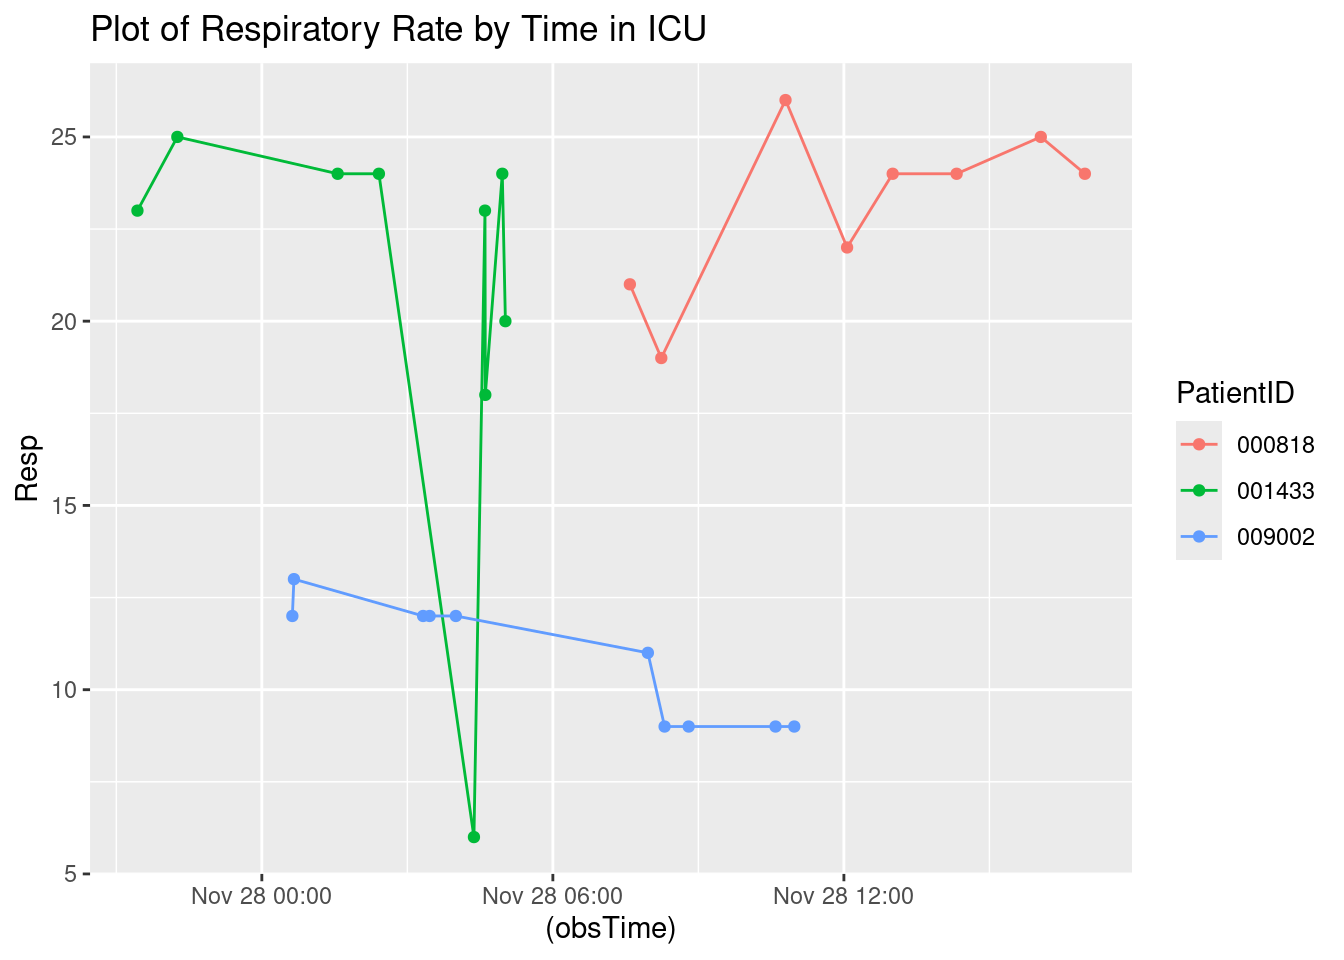 Plot of Respiratory Rate by Time in ICU
25
20
15
10
5
Resp
Nov 28 00:00
Nov 28 06:00
Nov 28 12:00
(obsTime)
PatientID
000818
001433
009002